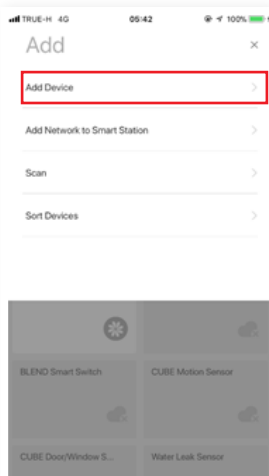 TRUE-H 4G 05:42 100%
Add ×
Add Device
Add Network to Smart Station
Scan
Sort Devices
BLEND Smart Switch CUBE Motion Sensor
CUBE Door/Window S... Water Leak Sensor